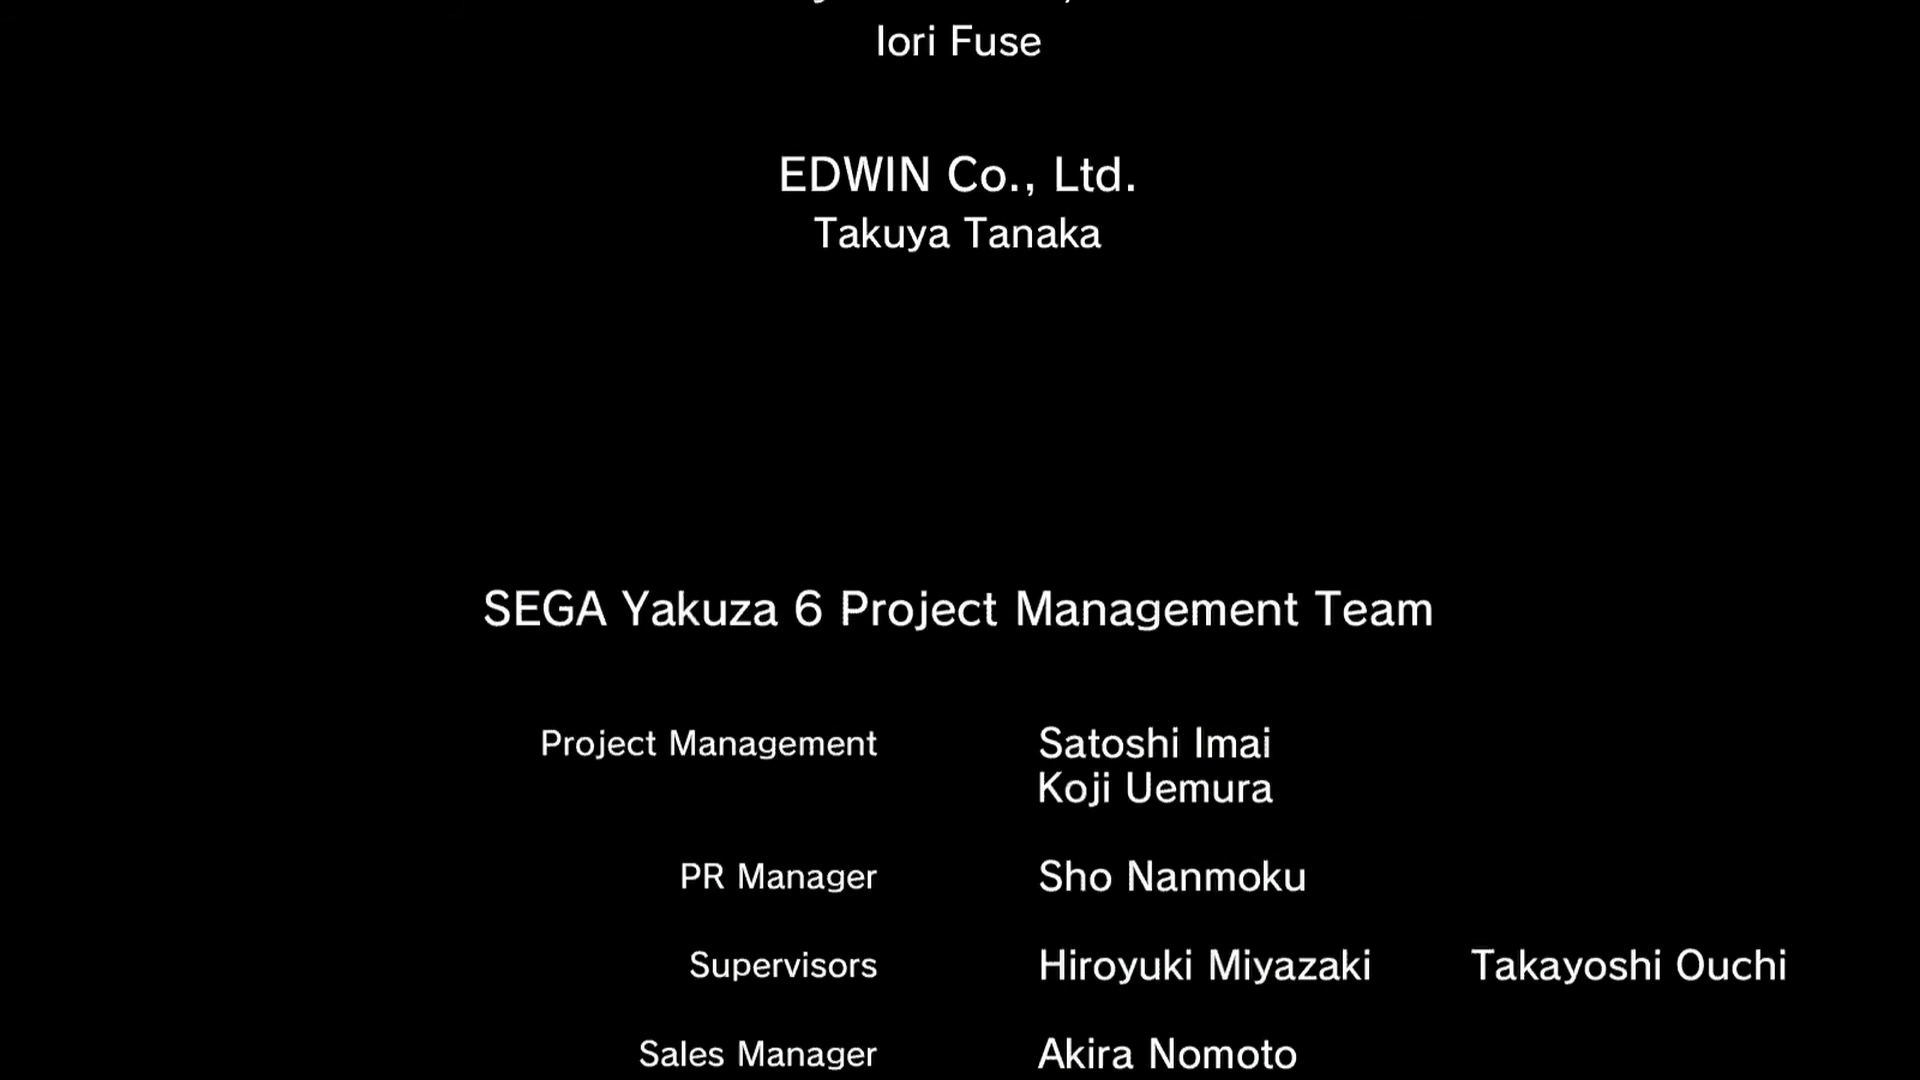 Iori Fuse
EDWIN Co., Ltd.
Takuya Tanaka
SEGA Yakuza 6 Project Management Team
Project Management Satoshi Imai
Koji Uemura
PR Manager Sho Nanmoku
Supervisors Hiroyuki Miyazaki Takayoshi Ouchi
Sales Manager Akira Nomoto